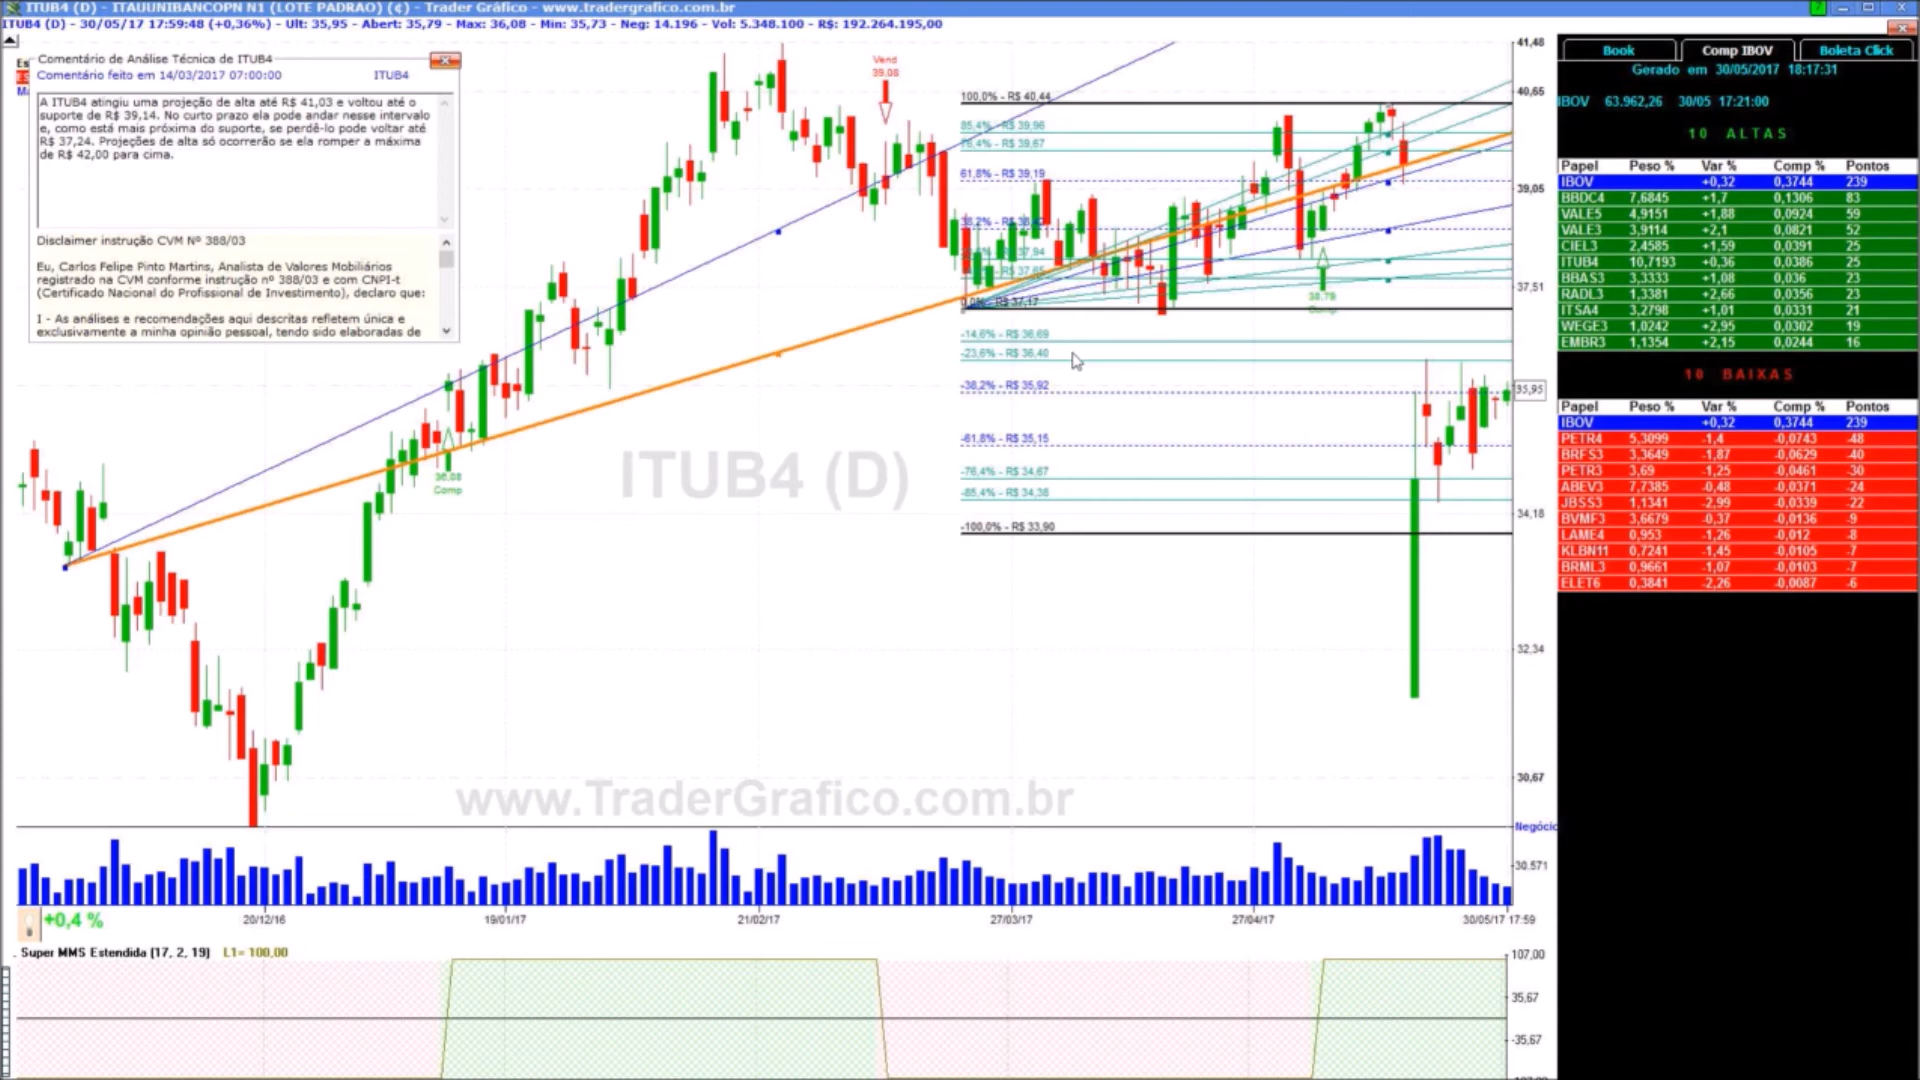 ITUB4 (D) - ITAUUNIBANCOPN N1 (LOTE PADRAO) (¢) - Trader Gráfico - www.tradergrafico.com.br
ITUB4 (D) - 30/05/17 17:59:48 (+0,36%) - Ult: 35,95 - Abert: 35,79 - Max: 36,08 - Min: 35,73 - Neg: 14.196 - Vol: 5.348.100 - R$: 192.264.195,00
Comentário de Análise Técnica de ITUB4
Comentário feito em 14/03/2017 07:00:00 ITUB4
A ITUB4 atingiu uma projeção de alta até R$ 41,03 e voltou até o
suporte de R$ 39,14. No curto prazo ela pode andar nesse intervalo
e, como está mais próxima do suporte, se perdê-lo pode voltar até
R$ 37,24. Projeções de alta só ocorrerão se ela romper a máxima
de R$ 42,00 para cima.
Disclaimer instrução CVM Nº 388/03
Eu, Carlos Felipe Pinto Martins, Analista de Valores Mobiliários
registrado na CVM conforme instrução nº 388/03 e com CNPI-t
(Certificado Nacional do Profissional de Investimento), declaro que:
I - As análises e recomendações aqui descritas refletem única e
exclusivamente a minha opinião pessoal, tendo sido elaboradas de
Vend
39.08
100,0% - R$ 40,44
85,4% - R$ 39,96
76,4% - R$ 39,67
61,8% - R$ 39,19
0,0% - R$ 37,17
-14,6% - R$ 36,69
-23,6% - R$ 36,40
-38,2% - R$ 35,92
-61,8% - R$ 35,15
-76,4% - R$ 34,67
-85,4% - R$ 34,38
-100,0% - R$ 33,90
36,08
Comp
38,79
Comp
ITUB4 (D)
www.TraderGrafico.com.br
41,48
40,65
39,05
37,51
35,95
34,18
32,34
30,67
Negócio
30.571
+0,4 %
20/12/16
19/01/17
21/02/17
27/03/17
27/04/17
30/05/17 17:59
Super MMS Estendida (17, 2, 19) L1= 100,00
107,00
35,67
-35,67
Book
Comp IBOV
Boleta Click
Gerado em 30/05/2017 18:17:31
IBOV 63.962,26 30/05 17:21:00
10 ALTAS
Papel Peso % Var % Comp % Pontos
IBOV +0,32 0,3744 239
BBDC4 7,6845 +1,7 0,1306 83
VALE5 4,9151 +1,88 0,0924 59
VALE3 3,9114 +2,1 0,0821 52
CIEL3 2,4585 +1,59 0,0391 25
ITUB4 10,7193 +0,36 0,0386 25
BBAS3 3,3333 +1,08 0,036 23
RADL3 1,3381 +2,66 0,0356 23
ITSA4 3,2798 +1,01 0,0331 21
WEGE3 1,0242 +2,95 0,0302 19
EMBR3 1,1354 +2,15 0,0244 16
10 BAIXAS
Papel Peso % Var % Comp % Pontos
IBOV +0,32 0,3744 239
PETR4 5,3099 -1,4 -0,0743 -48
BRFS3 3,3649 -1,87 -0,0629 -40
PETR3 3,69 -1,25 -0,0461 -30
ABEV3 7,7385 -0,48 -0,0371 -24
JBSS3 1,1341 -2,99 -0,0339 -22
BVMF3 3,6679 -0,37 -0,0136 -9
LAME4 0,953 -1,26 -0,012 -8
KLBN11 0,7241 -1,45 -0,0105 -7
BRML3 0,9661 -1,07 -0,0103 -7
ELET6 0,3841 -2,26 -0,0087 -6